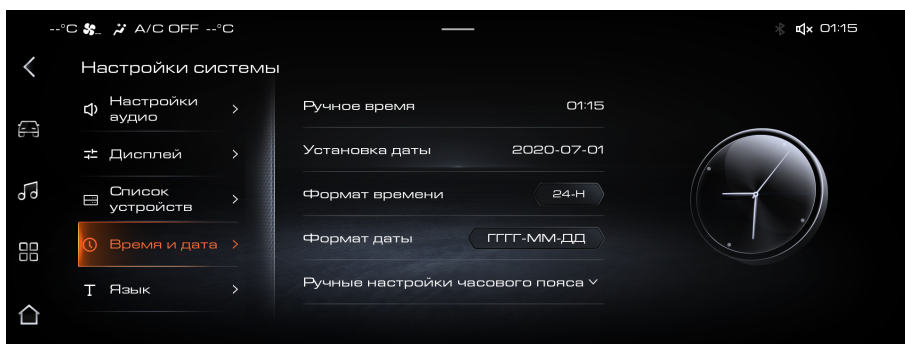 --°C A/C OFF --°C
01:15
Настройки системы
Настройки
аудио
Дисплей
Список
устройств
Время и дата
T Язык
Ручное время 01:15
Установка даты 2020-07-01
Формат времени 24-H
Формат даты ГГГГ-ММ-ДД
Ручные настройки часового пояса